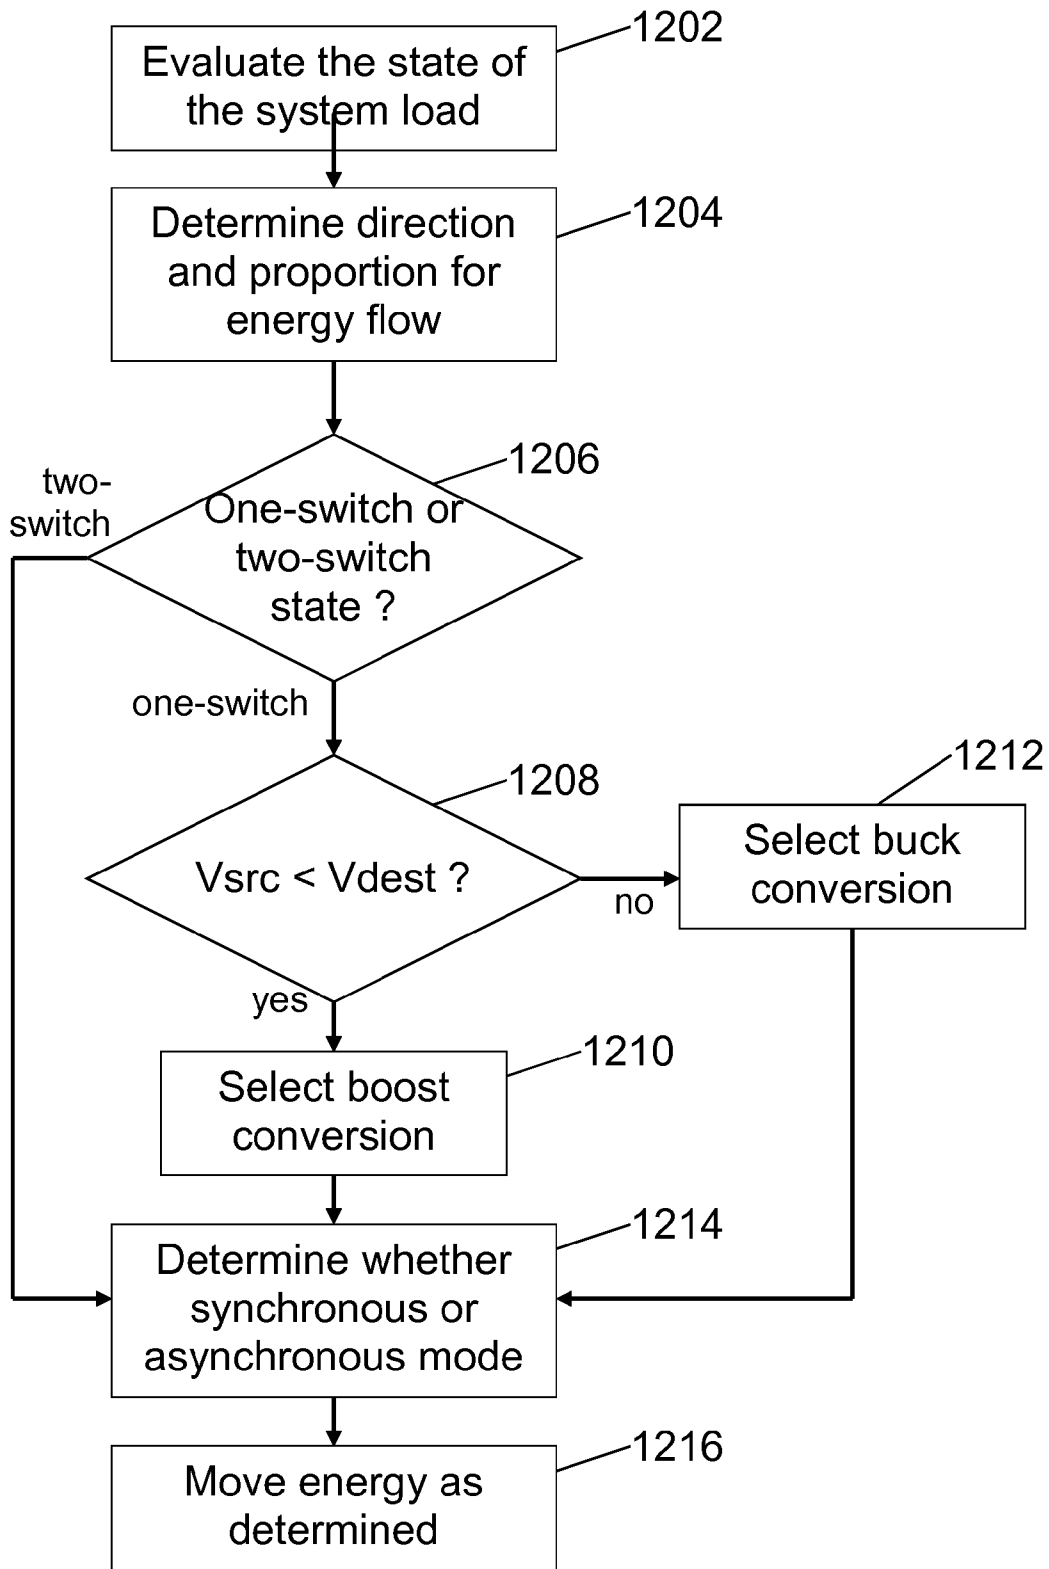 1202
Evaluate the state of
the system load
1204
Determine direction
and proportion for
energy flow
1206
two-
switch
One-switch or
two-switch
state ?
one-switch
1208
Vsrc < Vdest ?
no
1212
Select buck
conversion
yes
1210
Select boost
conversion
1214
Determine whether
synchronous or
asynchronous mode
1216
Move energy as
determined